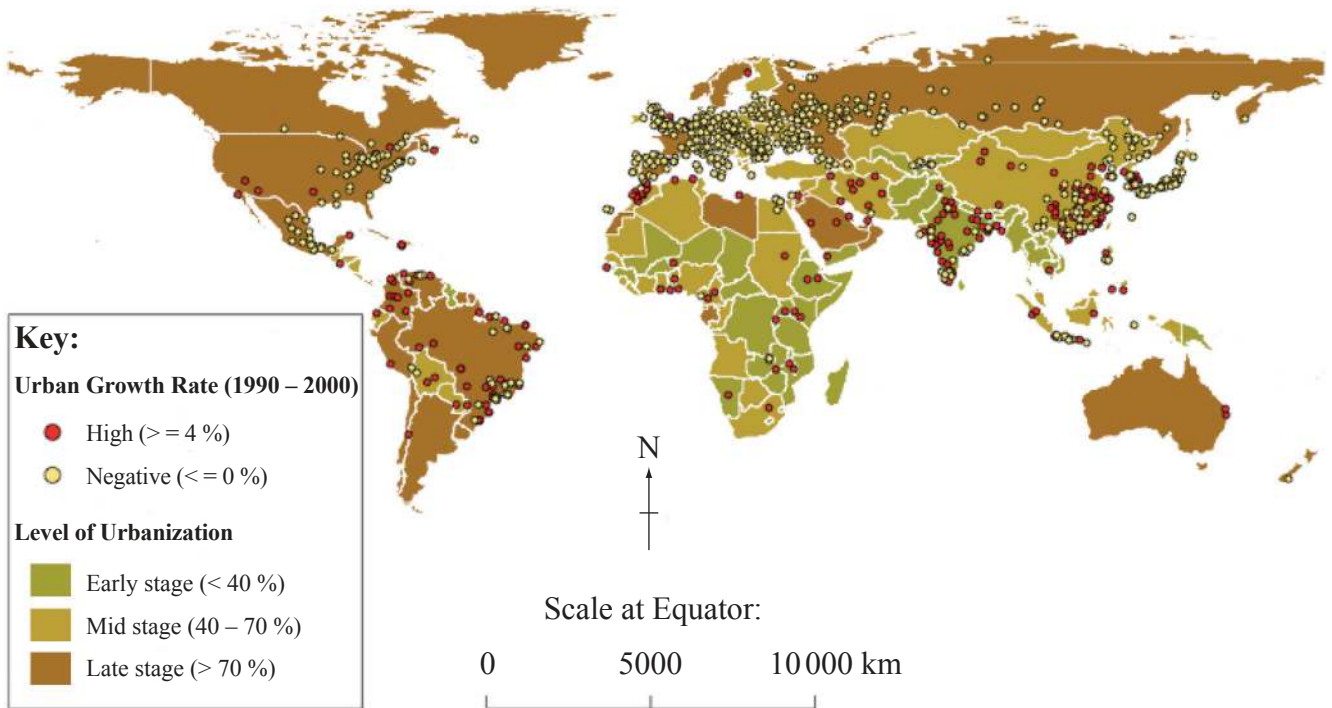 Key:
Urban Growth Rate (1990 – 2000)
High (> = 4 %)
Negative (< = 0 %)
Level of Urbanization
Early stage (< 40 %)
Mid stage (40 – 70 %)
Late stage (> 70 %)
N
Scale at Equator:
0 5000 10 000 km